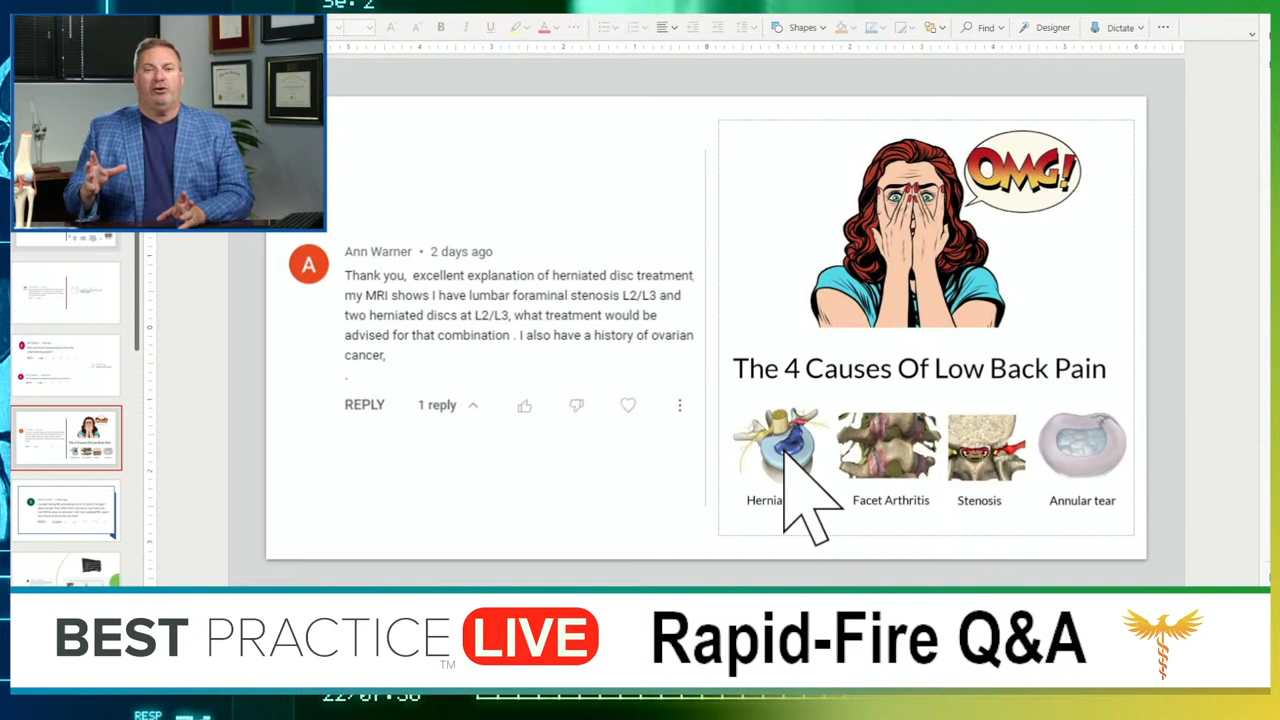 Shapes
Find
Designer
Dictate
Ann Warner • 2 days ago
A
Thank you, excellent explanation of herniated disc treatment,
my MRI shows I have lumbar foraminal stenosis L2/L3 and
two herniated discs at L2/L3, what treatment would be
advised for that combination . I also have a history of ovarian
cancer,
.
REPLY 1 reply
OMG!
The 4 Causes Of Low Back Pain
Facet Arthritis
Stenosis
Annular tear
BEST PRACTICE LIVE
TM
Rapid-Fire Q&A
RESP